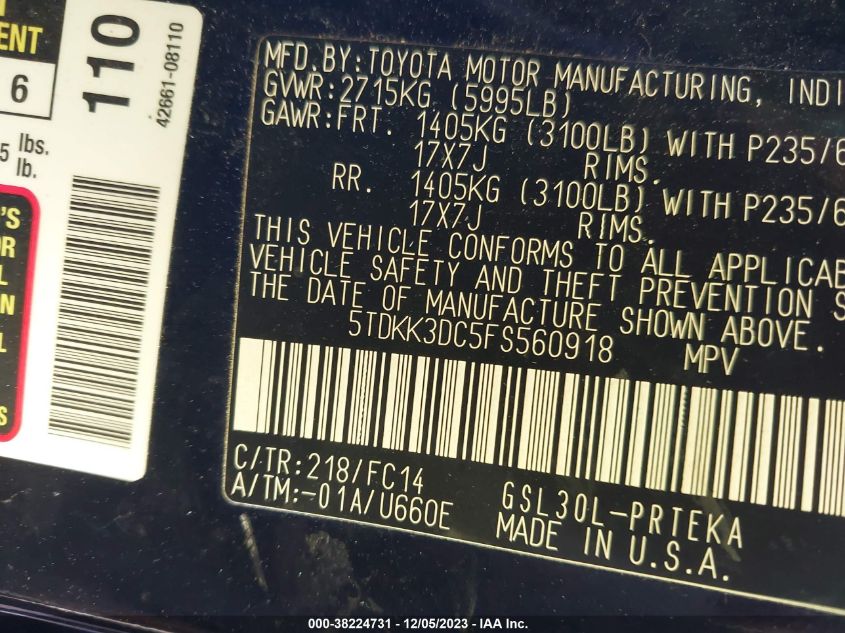 ENT
6
5 lbs.
lb.
'S
OR
L
N
L
S
110
42661-08110
MFD.BY:TOYOTA MOTOR MANUFACTURING, INDI
GVWR:2715KG (5995LB)
GAWR:FRT. 1405KG (3100LB) WITH P235/6
17X7J RIMS.
RR. 1405KG (3100LB) WITH P235/6
17X7J RIMS.
THIS VEHICLE CONFORMS TO ALL APPLICAB
VEHICLE SAFETY AND THEFT PREVENTION S
THE DATE OF MANUFACTURE SHOWN ABOVE.
5TDKK3DC5FS560918 MPV
C/TR:218/FC14
A/TM:-01A/U660E
GSL30L-PRTEKA
MADE IN U.S.A.
000-38224731 - 12/05/2023 - IAA Inc.